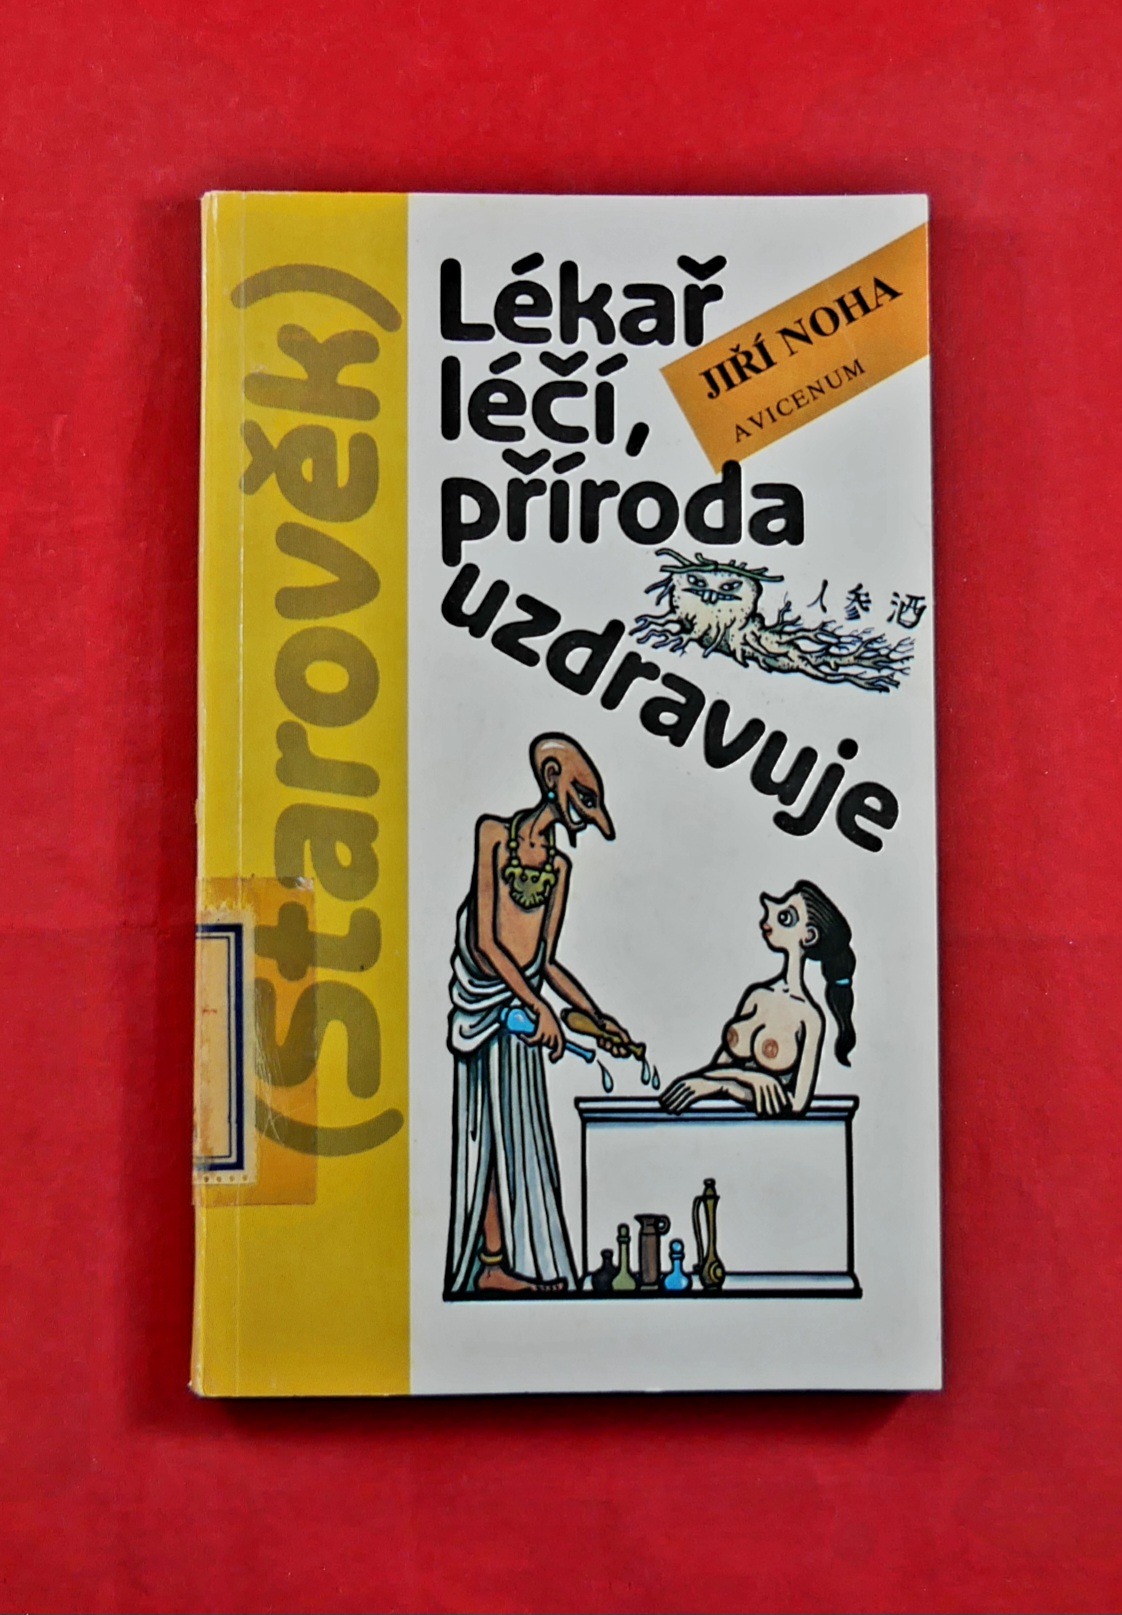 (Starověk)
Lékař
léčí,
příroda
uzdravuje
JIŘÍ NOHA
AVICENUM
人参酒